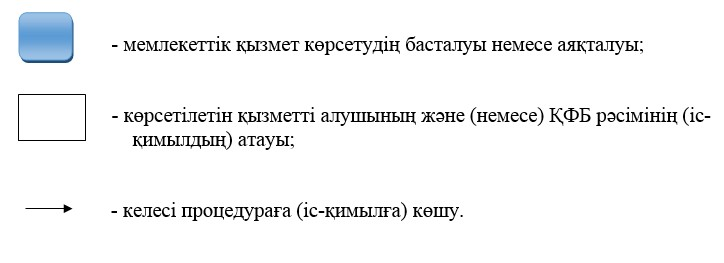 - мемлекеттік қызмет көрсетудің басталуы немесе аяқталуы;
- көрсетілетін қызметті алушының және (немесе) ҚФБ рәсімінің (іс-
қимылдың) атауы;
- келесі процедураға (іс-қимылға) көшу.